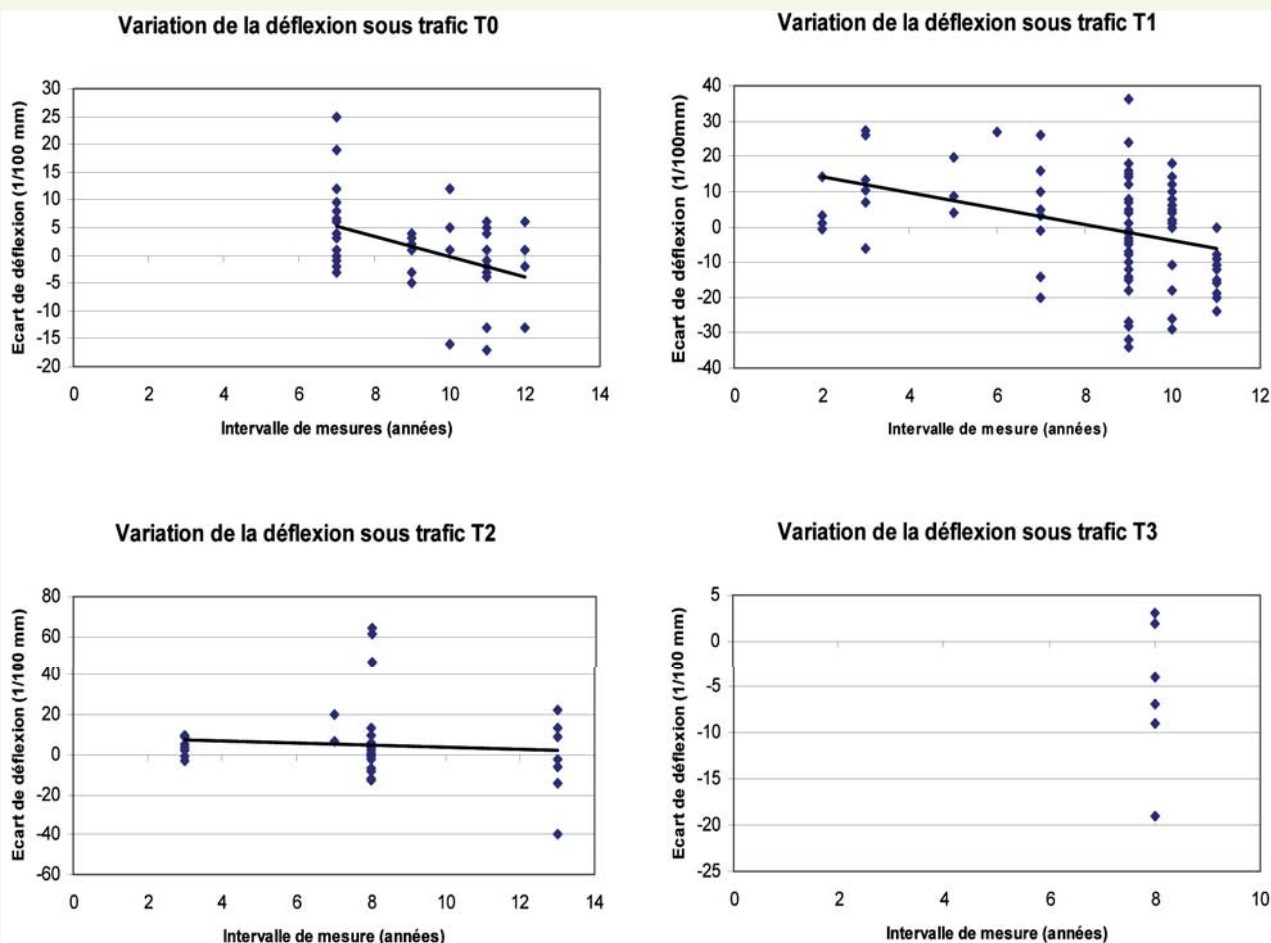 Variation de la déflexion sous trafic T0
Ecart de déflexion (1/100 mm)
30
25
20
15
10
5
0
-5
-10
-15
-20
0 2 4 6 8 10 12 14
Intervalle de mesures (années)
Variation de la déflexion sous trafic T1
Ecart de déflexion (1/100mm)
40
30
20
10
0
-10
-20
-30
-40
0 2 4 6 8 10 12
Intervalle de mesure (années)
Variation de la déflexion sous trafic T2
Ecart de déflexion (1/100 mm)
80
60
40
20
0
-20
-40
-60
0 2 4 6 8 10 12 14
Intervalle de mesure (années)
Variation de la déflexion sous trafic T3
Ecart de déflexion (1/100 mm)
5
0
-5
-10
-15
-20
-25
0 2 4 6 8 10
Intervalle de mesure (années)